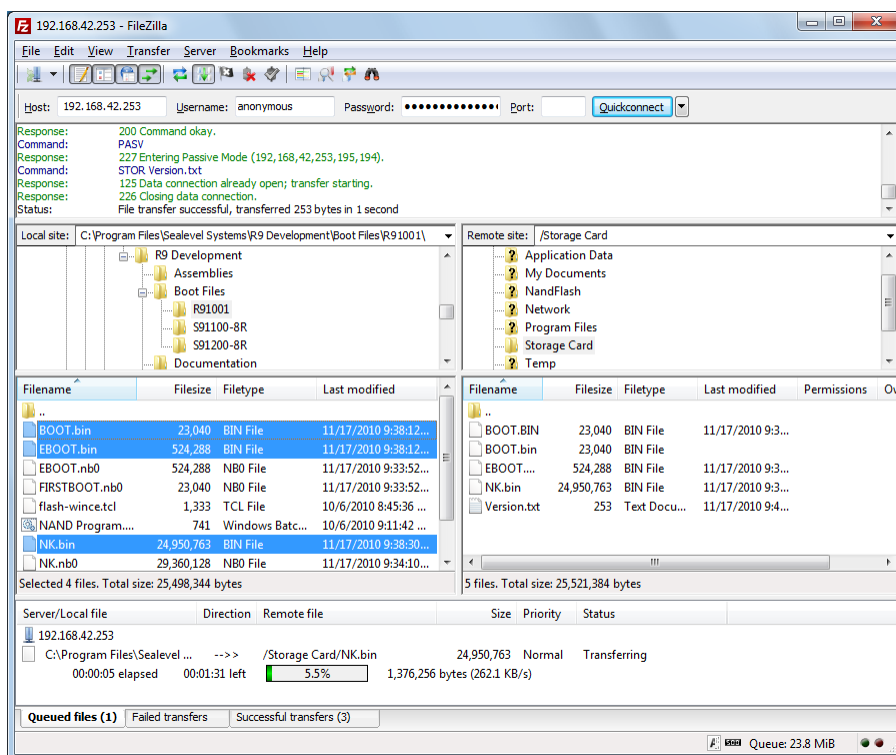 192.168.42.253 - FileZilla
File Edit View Transfer Server Bookmarks Help
Host: 192.168.42.253 Username: anonymous Password: ●●●●●●●●●●●●●● Port: Quickconnect
Response: 200 Command okay.
Command: PASV
Response: 227 Entering Passive Mode (192,168,42,253,195,194).
Command: STOR Version.txt
Response: 125 Data connection already open; transfer starting.
Response: 226 Closing data connection.
Status: File transfer successful, transferred 253 bytes in 1 second
Local site: C:\Program Files\Sealevel Systems\R9 Development\Boot Files\R91001\
R9 Development
Assemblies
Boot Files
R91001
S91100-8R
S91200-8R
Documentation
Remote site: /Storage Card
Application Data
My Documents
NandFlash
Network
Program Files
Storage Card
Temp
Filename Filesize Filetype Last modified
..
BOOT.bin 23,040 BIN File 11/17/2010 9:38:12...
EBOOT.bin 524,288 BIN File 11/17/2010 9:38:12...
EBOOT.nb0 524,288 NB0 File 11/17/2010 9:33:52...
FIRSTBOOT.nb0 23,040 NB0 File 11/17/2010 9:33:52...
flash-wince.tcl 1,333 TCL File 10/6/2010 8:45:36 ...
NAND Program.... 741 Windows Batc... 10/6/2010 9:11:42 ...
NK.bin 24,950,763 BIN File 11/17/2010 9:38:30...
NK.nb0 29,360,128 NB0 File 11/17/2010 9:34:10...
Selected 4 files. Total size: 25,498,344 bytes
Filename Filesize Filetype Last modified Permissions Ow
..
BOOT.BIN 23,040 BIN File 11/17/2010 9:3...
BOOT.bin 23,040 BIN File
EBOOT.... 524,288 BIN File 11/17/2010 9:3...
NK.bin 24,950,763 BIN File 11/17/2010 9:3...
Version.txt 253 Text Docu... 11/17/2010 9:4...
5 files. Total size: 25,521,384 bytes
Server/Local file Direction Remote file Size Priority Status
192.168.42.253
C:\Program Files\Sealevel ... -->> /Storage Card/NK.bin 24,950,763 Normal Transferring
00:00:05 elapsed 00:01:31 left 5.5% 1,376,256 bytes (262.1 KB/s)
Queued files (1) Failed transfers Successful transfers (3)
Queue: 23.8 MiB